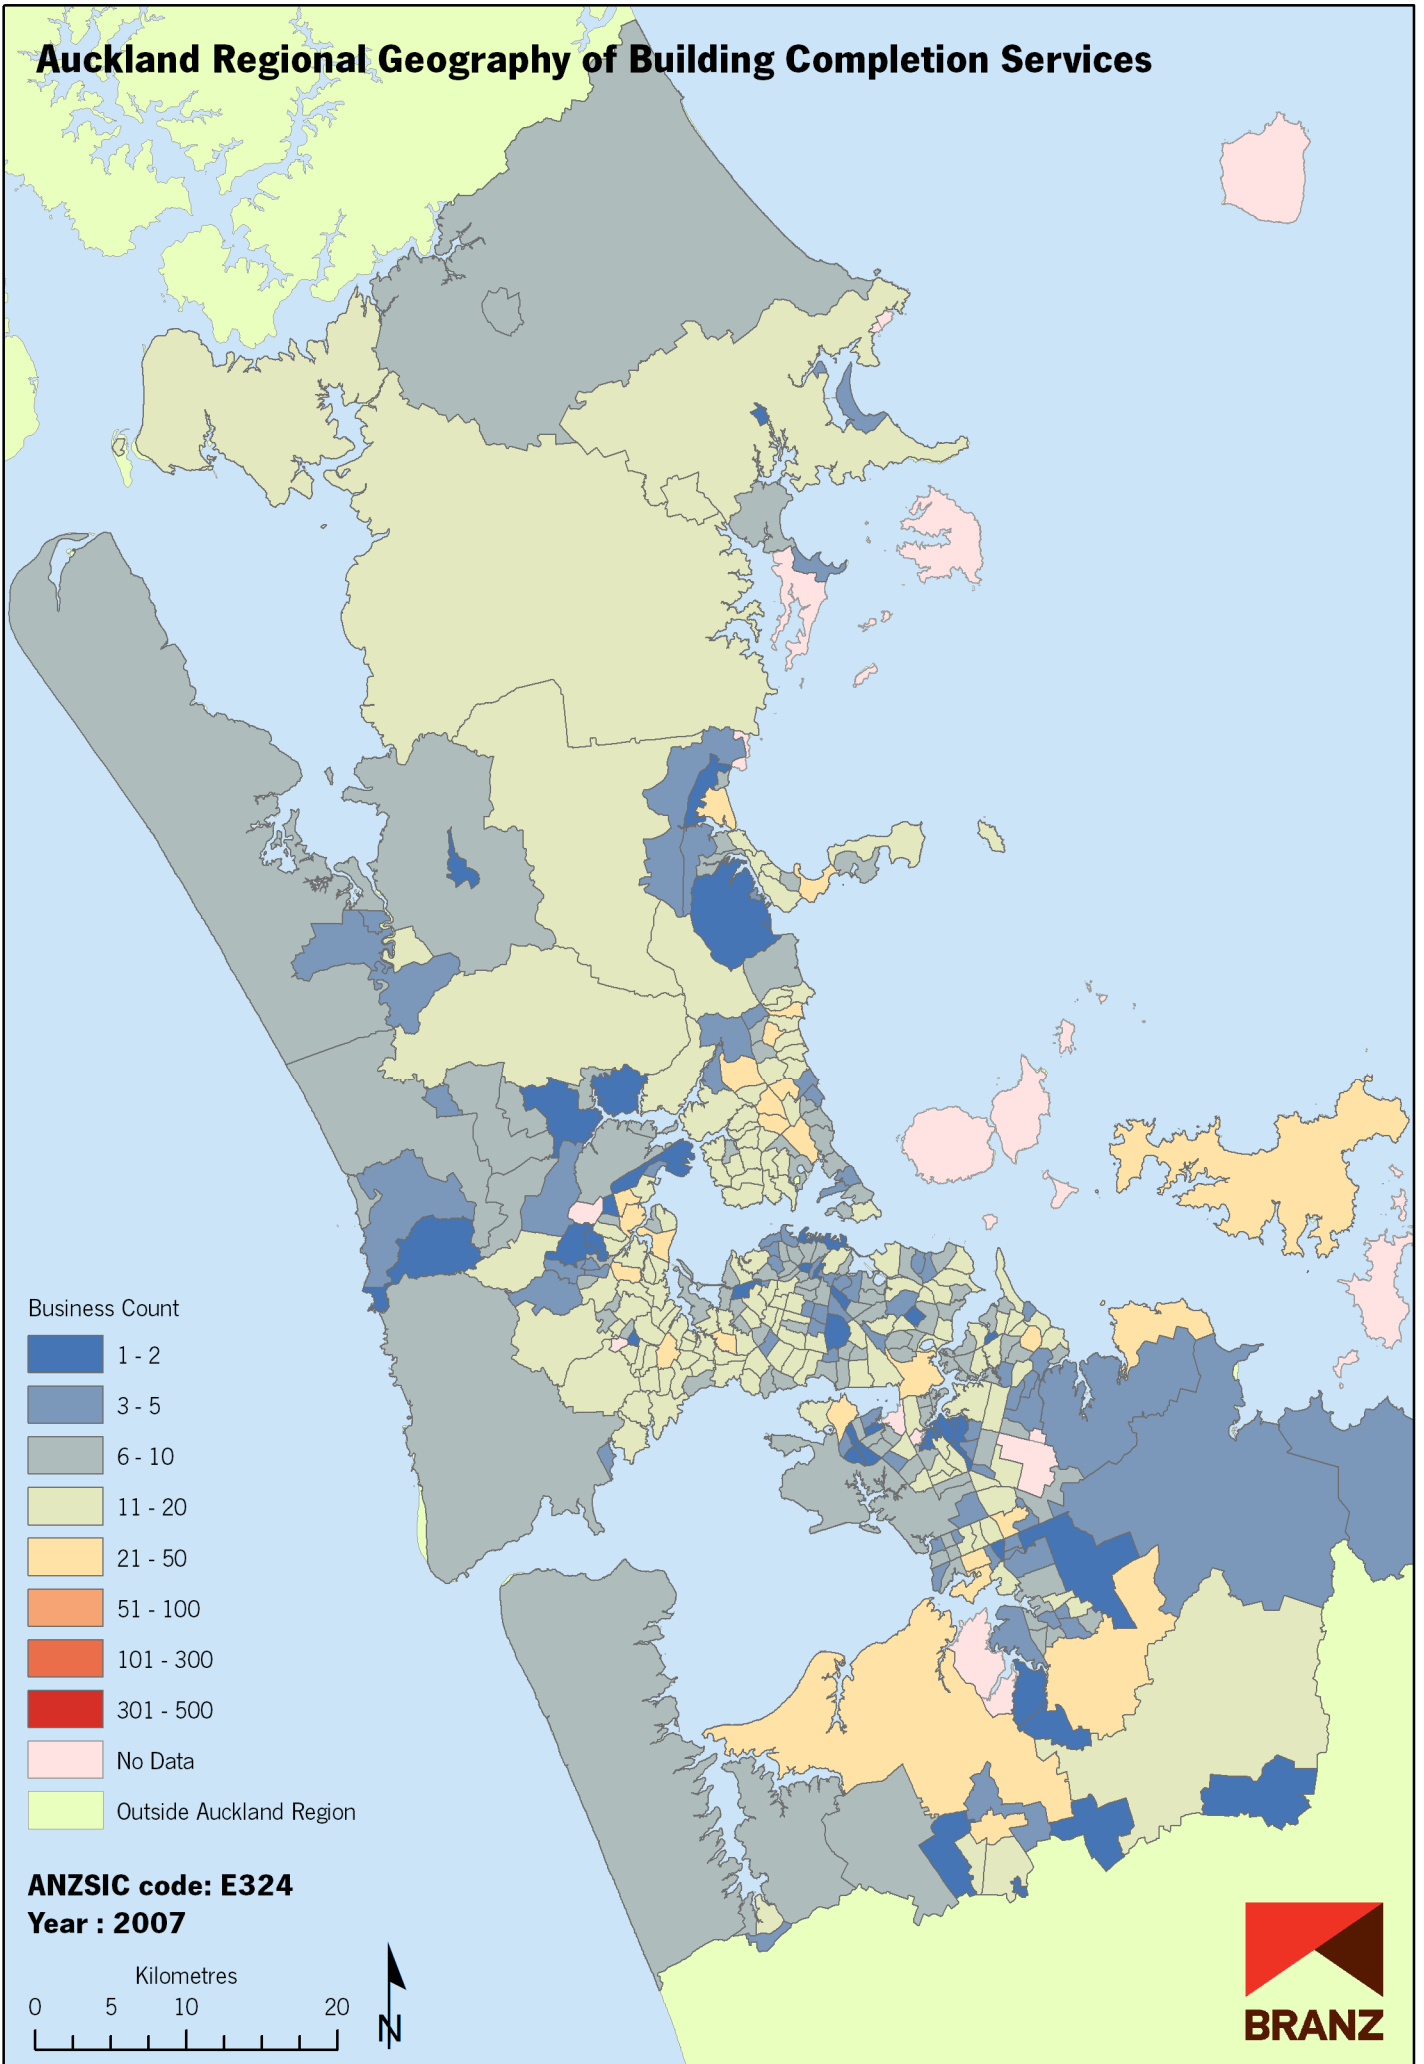 Auckland Regional Geography of Building Completion Services
Business Count
1 - 2
3 - 5
6 - 10
11 - 20
21 - 50
51 - 100
101 - 300
301 - 500
No Data
Outside Auckland Region
ANZSIC code: E324
Year : 2007
Kilometres
0 5 10 20
N
BRANZ